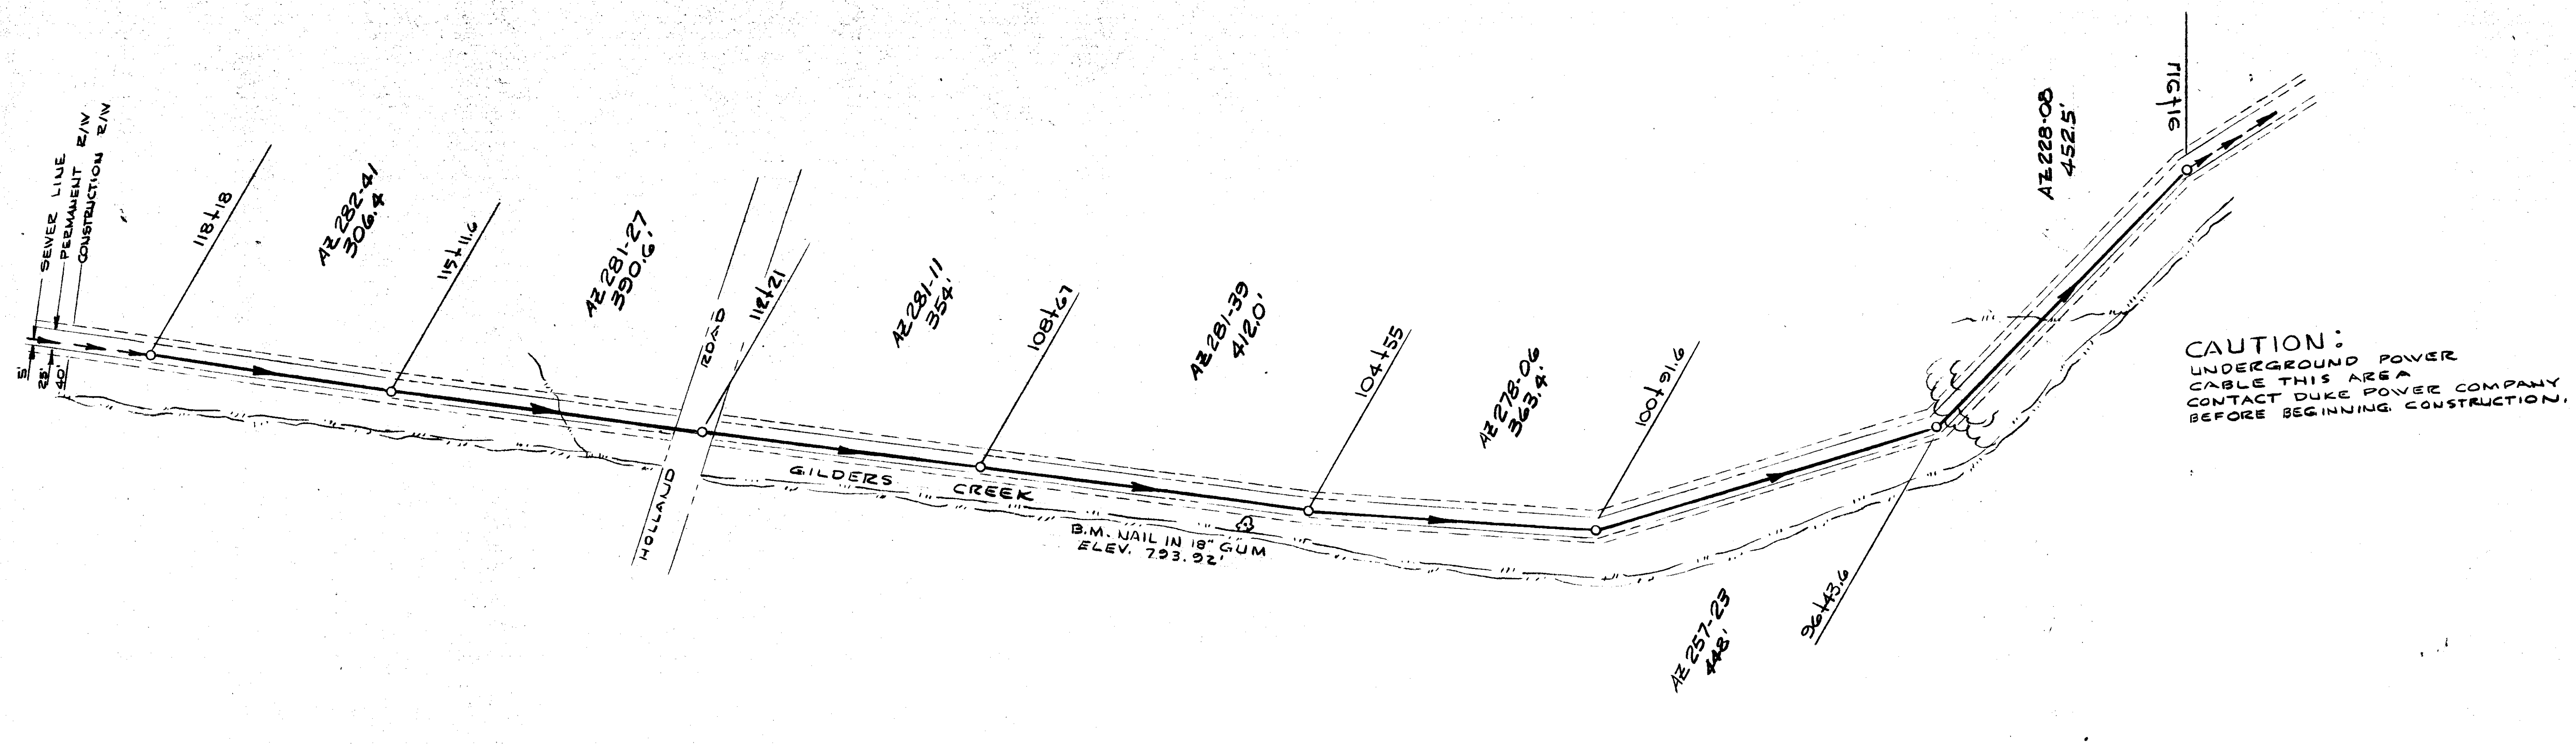 SEWER LINE
PERMANENT R/W
CONSTRUCTION R/W
5'
25'
40'
118+18
AZ 282-41
306.4
115+11.6
AZ 281-27
390.6'
HOLLAND ROAD
112+21
AZ 281-11
354'
108+67
GILDERS CREEK
AZ 281-39
412.0'
B.M. NAIL IN 18" GUM
ELEV. 793.92'
104+55
AZ 278-06
363.4'
100+91.6
AZ 257-23
448'
96+43.6
AZ 228-08
452.5'
CAUTION:
UNDERGROUND POWER
CABLE THIS AREA
CONTACT DUKE POWER COMPANY
BEFORE BEGINNING CONSTRUCTION.